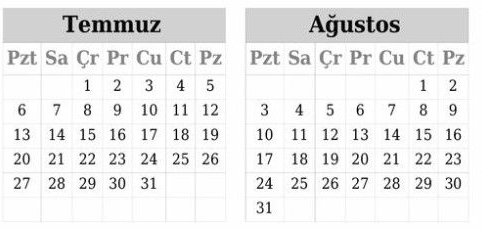 Temmuz
Pzt Sa Çr Pr Cu Ct Pz
1 2 3 4 5
6 7 8 9 10 11 12
13 14 15 16 17 18 19
20 21 22 23 24 25 26
27 28 29 30 31
Ağustos
Pzt Sa Çr Pr Cu Ct Pz
1 2
3 4 5 6 7 8 9
10 11 12 13 14 15 16
17 18 19 20 21 22 23
24 25 26 27 28 29 30
31